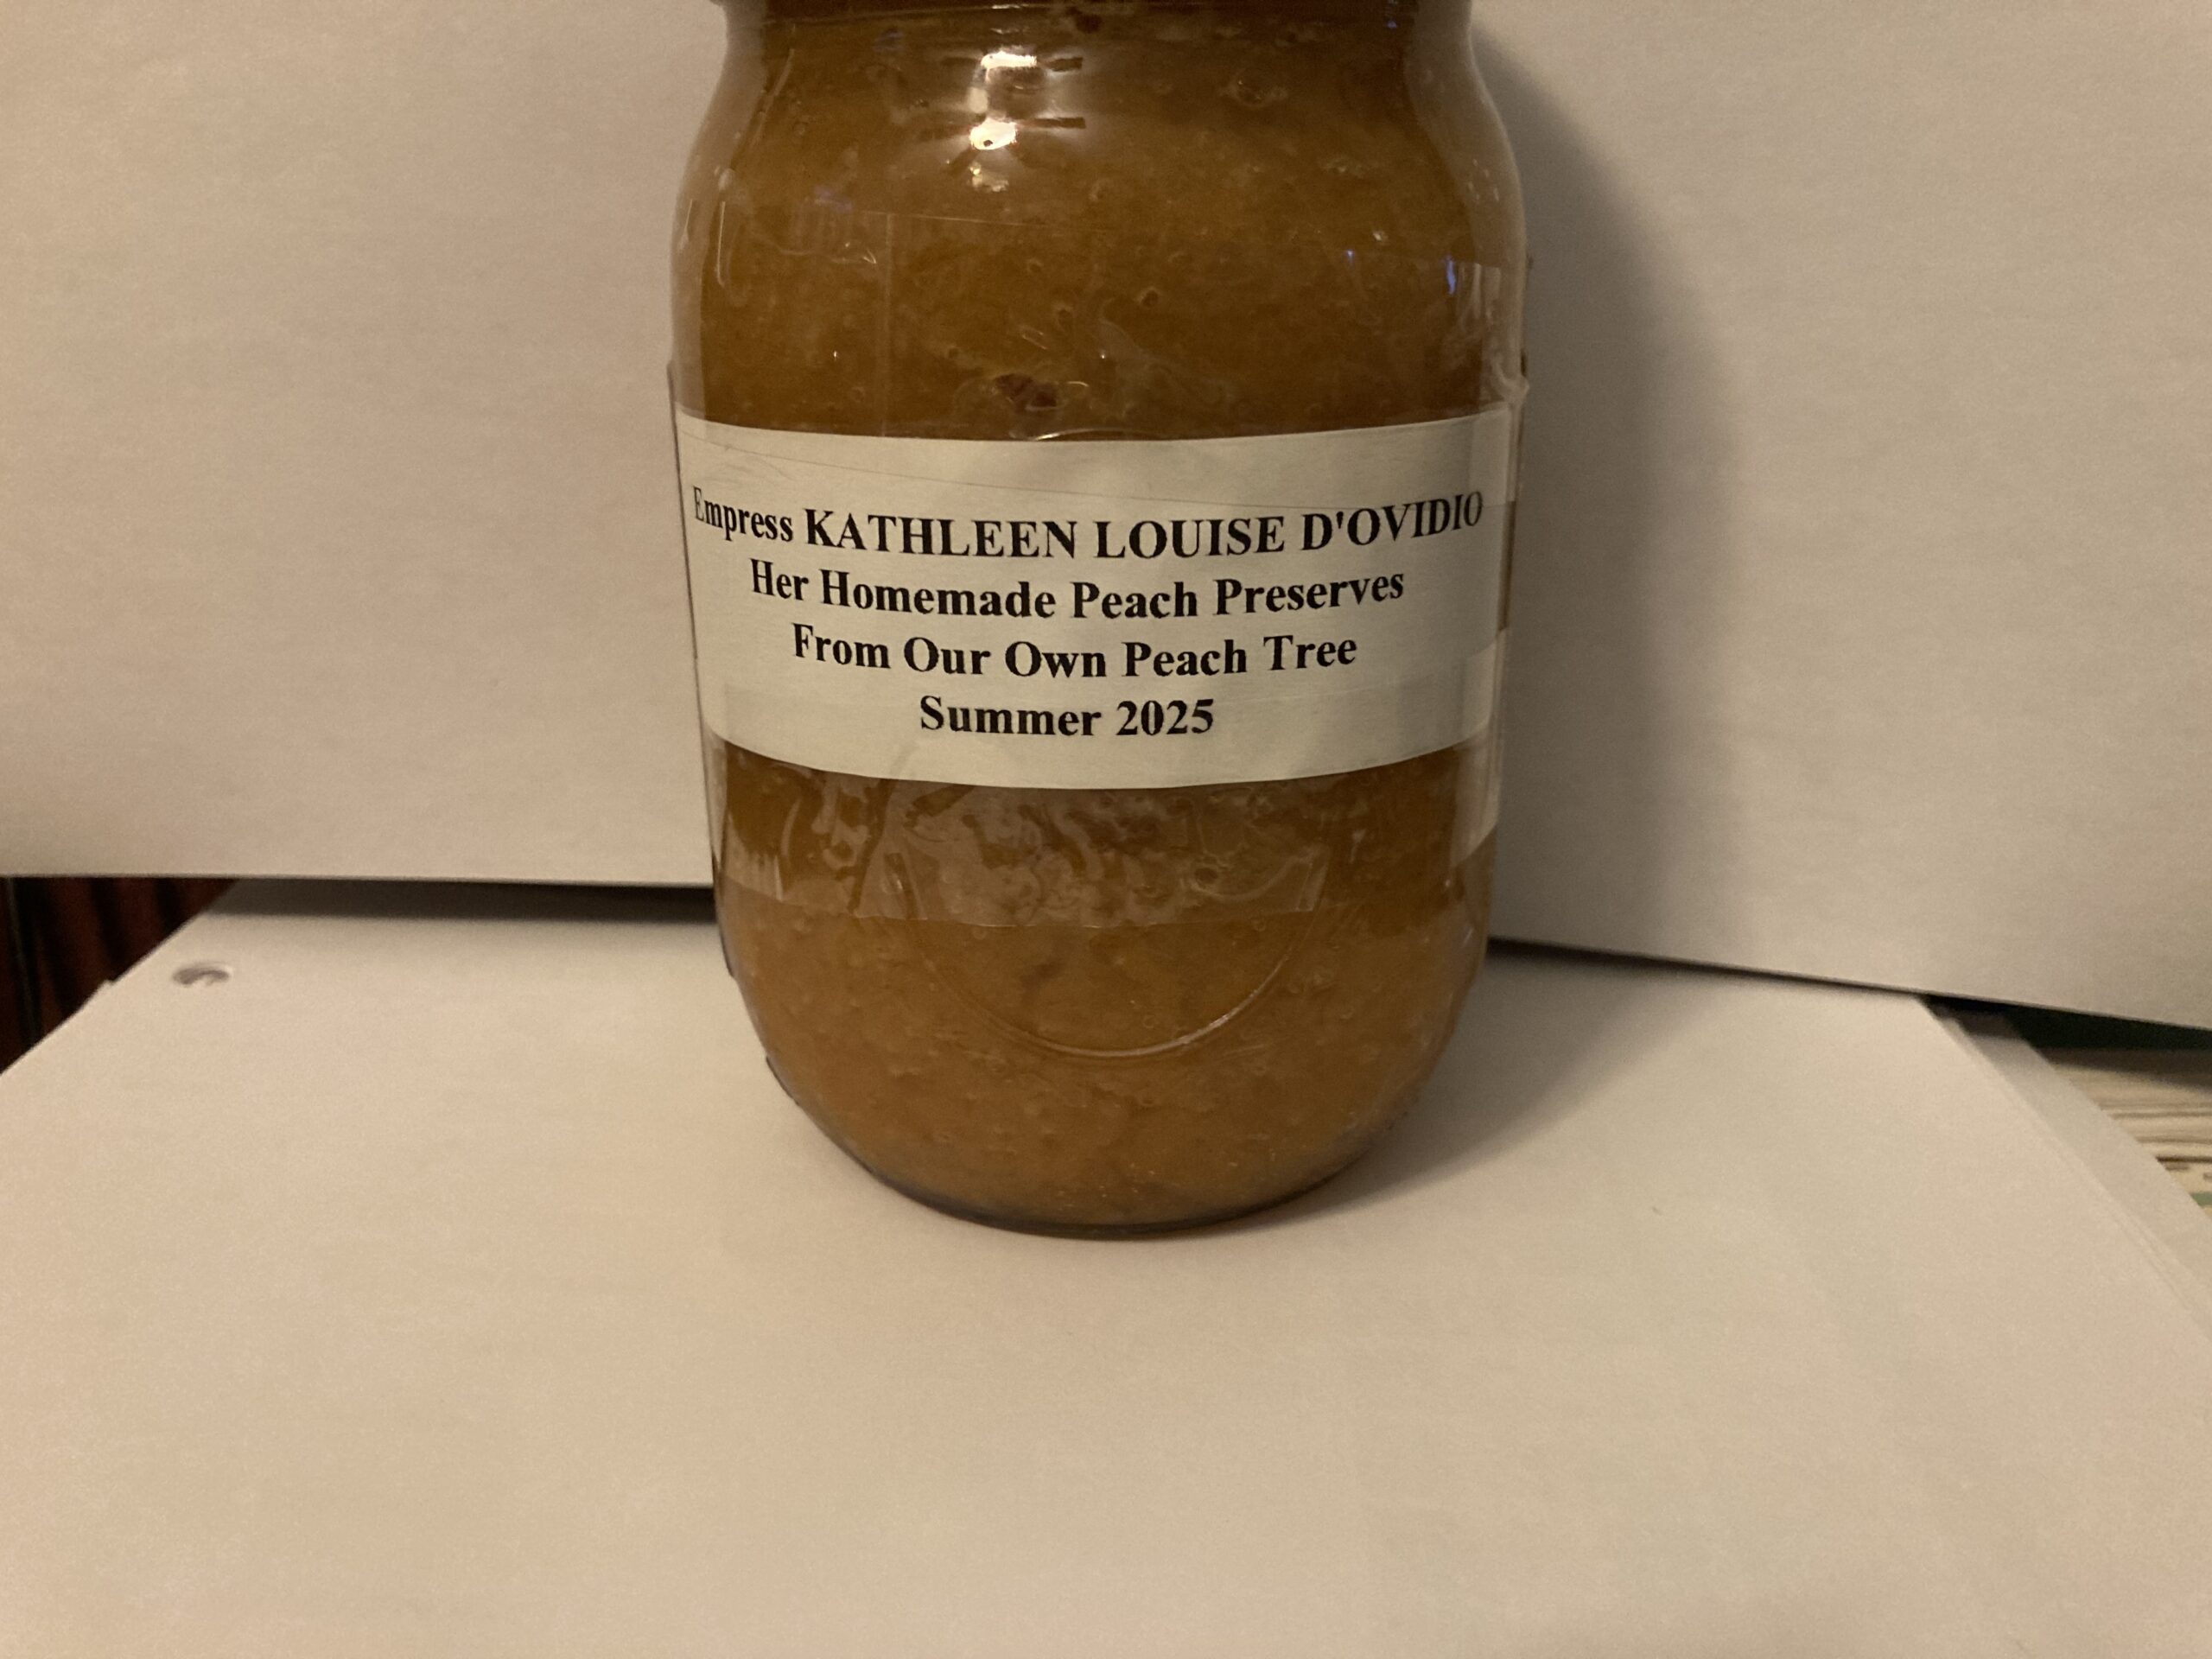 Empress KATHLEEN LOUISE D'OVIDIO
Her Homemade Peach Preserves
From Our Own Peach Tree
Summer 2025